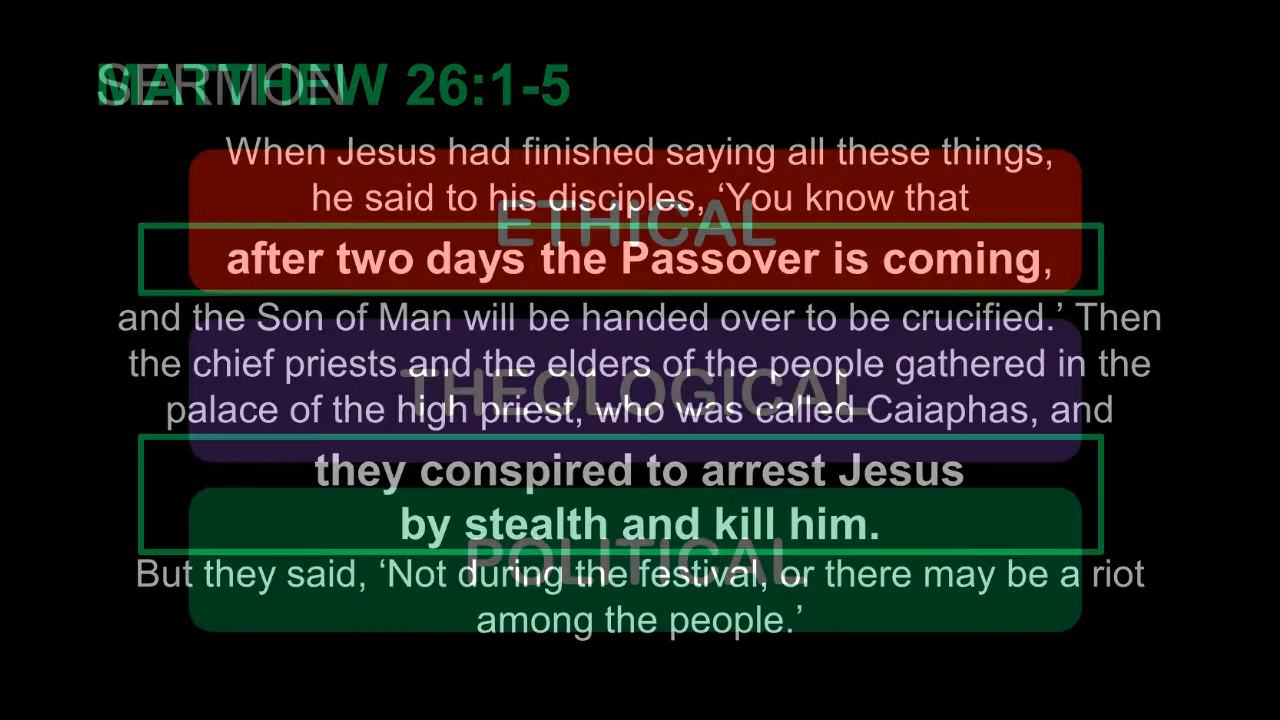 SERMON
MATTHEW 26:1-5
When Jesus had finished saying all these things,
he said to his disciples, ‘You know that
ETHICAL
after two days the Passover is coming,
and the Son of Man will be handed over to be crucified.’ Then
the chief priests and the elders of the people gathered in the
THEOLOGICAL
palace of the high priest, who was called Caiaphas, and
they conspired to arrest Jesus
by stealth and kill him.
POLITICAL
But they said, ‘Not during the festival, or there may be a riot
among the people.’